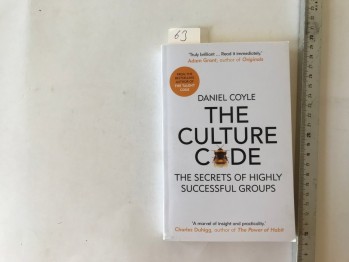 63
'Truly brilliant ... Read it immediately.'
Adam Grant, author of Originals
FROM THE
BESTSELLING
AUTHOR OF
THE TALENT
CODE
DANIEL COYLE
THE
CULTURE
CODE
THE SECRETS OF HIGHLY
SUCCESSFUL GROUPS
'A marvel of insight and practicality.'
Charles Duhigg, author of The Power of Habit